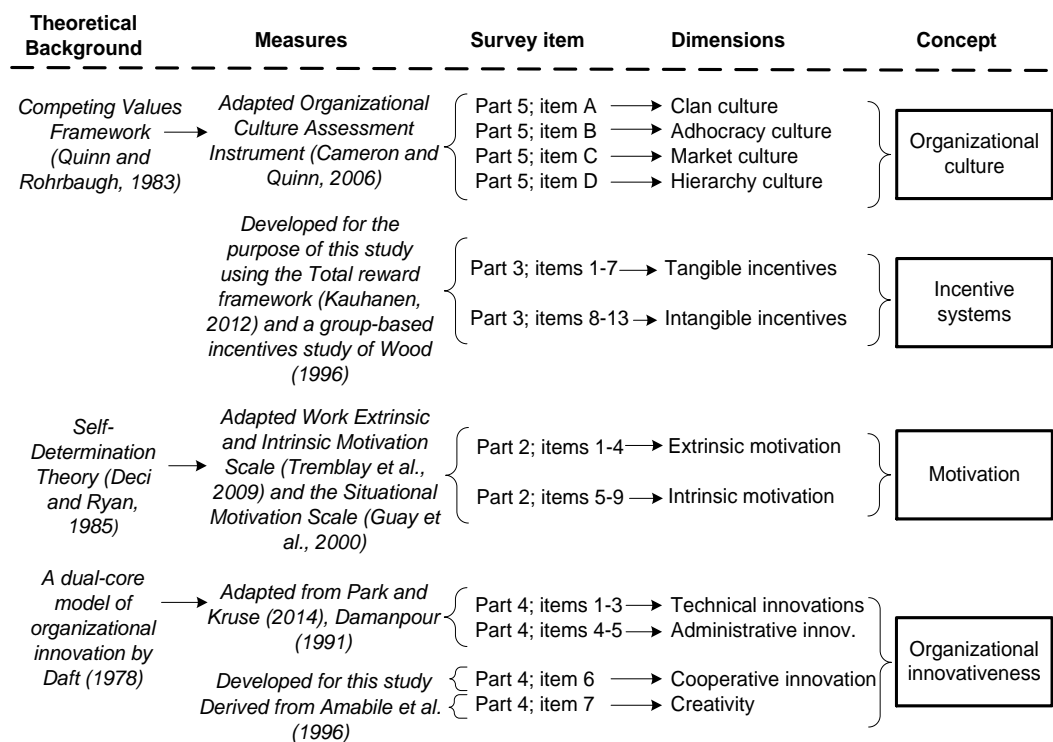 Theoretical
Background
Measures
Survey item
Dimensions
Concept
Competing Values
Framework
(Quinn and
Rohrbaugh, 1983)
Adapted Organizational
Culture Assessment
Instrument (Cameron and
Quinn, 2006)
Part 5; item A
Clan culture
Part 5; item B
Adhocracy culture
Part 5; item C
Market culture
Part 5; item D
Hierarchy culture
Organizational
culture
Developed for the
purpose of this study
using the Total reward
framework (Kauhanen,
2012) and a group-based
incentives study of Wood
(1996)
Part 3; items 1-7
Tangible incentives
Part 3; items 8-13
Intangible incentives
Incentive
systems
Self-
Determination
Theory (Deci
and Ryan,
1985)
Adapted Work Extrinsic
and Intrinsic Motivation
Scale (Tremblay et al.,
2009) and the Situational
Motivation Scale (Guay et
al., 2000)
Part 2; items 1-4
Extrinsic motivation
Part 2; items 5-9
Intrinsic motivation
Motivation
A dual-core
model of
organizational
innovation by
Daft (1978)
Adapted from Park and
Kruse (2014), Damanpour
(1991)
Part 4; items 1-3
Technical innovations
Part 4; items 4-5
Administrative innov.
Developed for this study
Part 4; item 6
Cooperative innovation
Derived from Amabile et al.
(1996)
Part 4; item 7
Creativity
Organizational
innovativeness